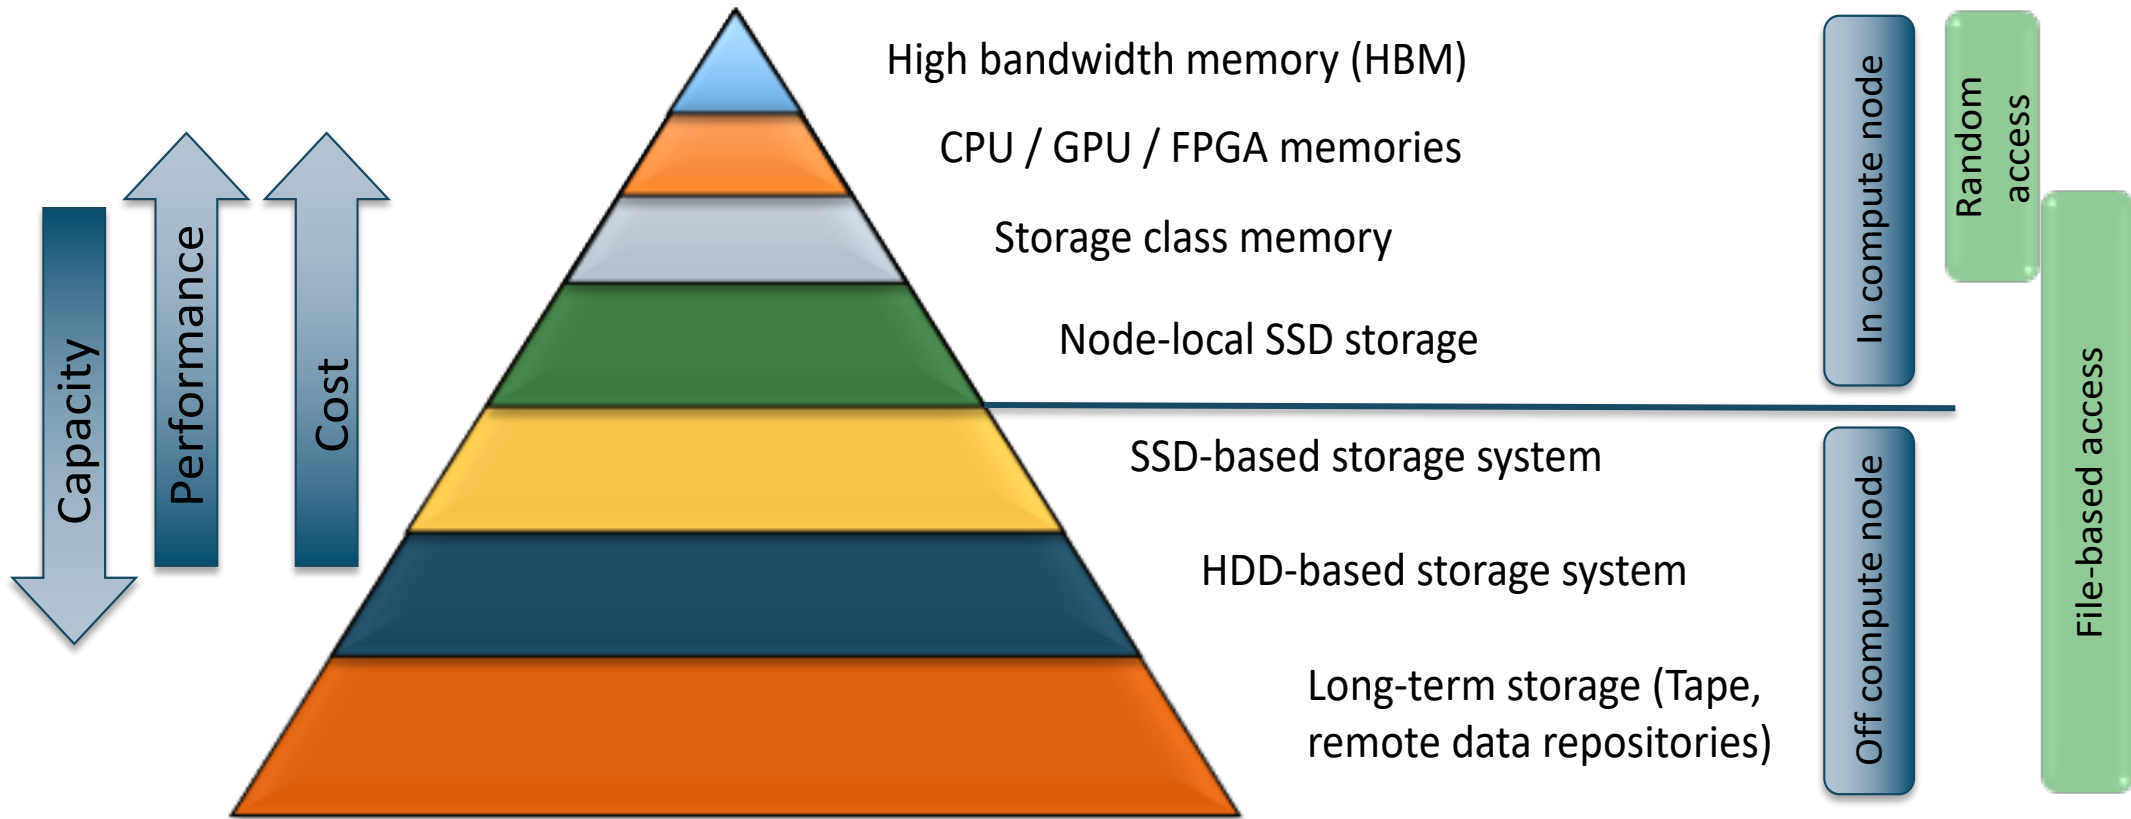 High bandwidth memory (HBM)
CPU / GPU / FPGA memories
Storage class memory
Node-local SSD storage
SSD-based storage system
HDD-based storage system
Long-term storage (Tape,
remote data repositories)
Capacity
Performance
Cost
In compute node
Off compute node
Random
access
File-based access